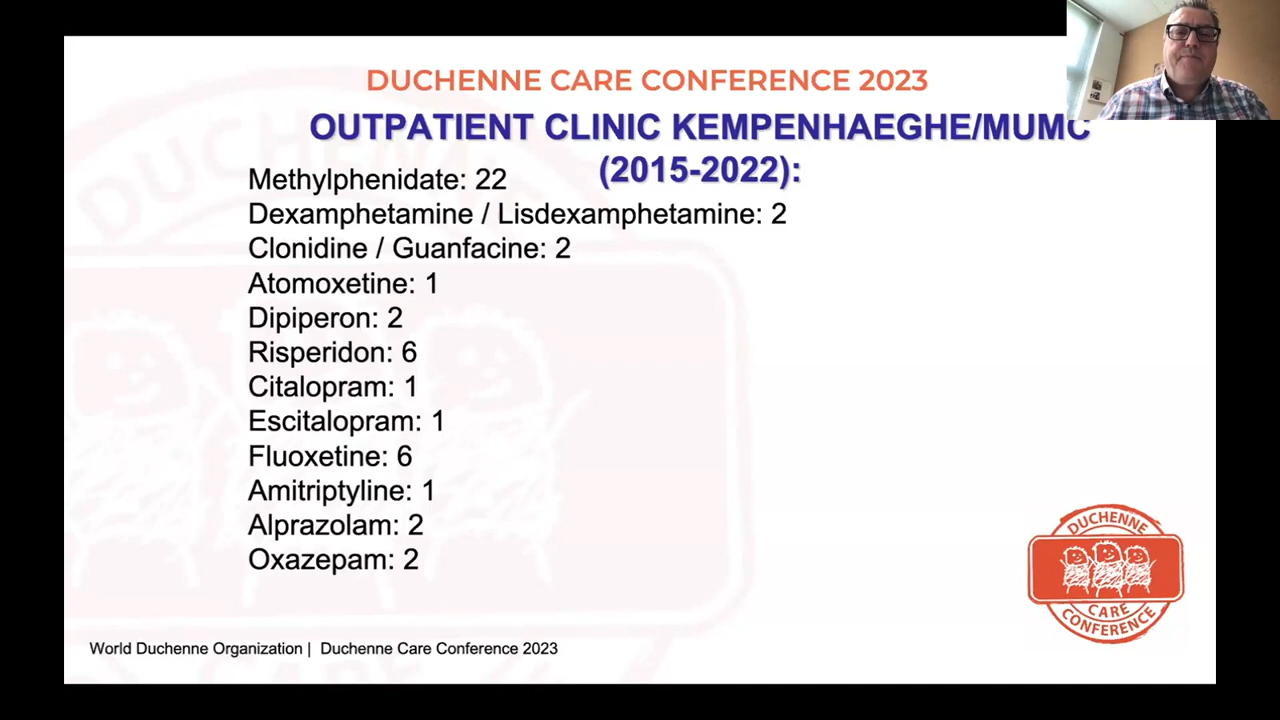 DUCHENNE CARE CONFERENCE 2023
OUTPATIENT CLINIC KEMPENHAEGHE/MUMC
(2015-2022):
Methylphenidate: 22
Dexamphetamine / Lisdexamphetamine: 2
Clonidine / Guanfacine: 2
Atomoxetine: 1
Dipiperon: 2
Risperidon: 6
Citalopram: 1
Escitalopram: 1
Fluoxetine: 6
Amitriptyline: 1
Alprazolam: 2
Oxazepam: 2
DUCHENNE
CARE
CONFERENCE
World Duchenne Organization | Duchenne Care Conference 2023